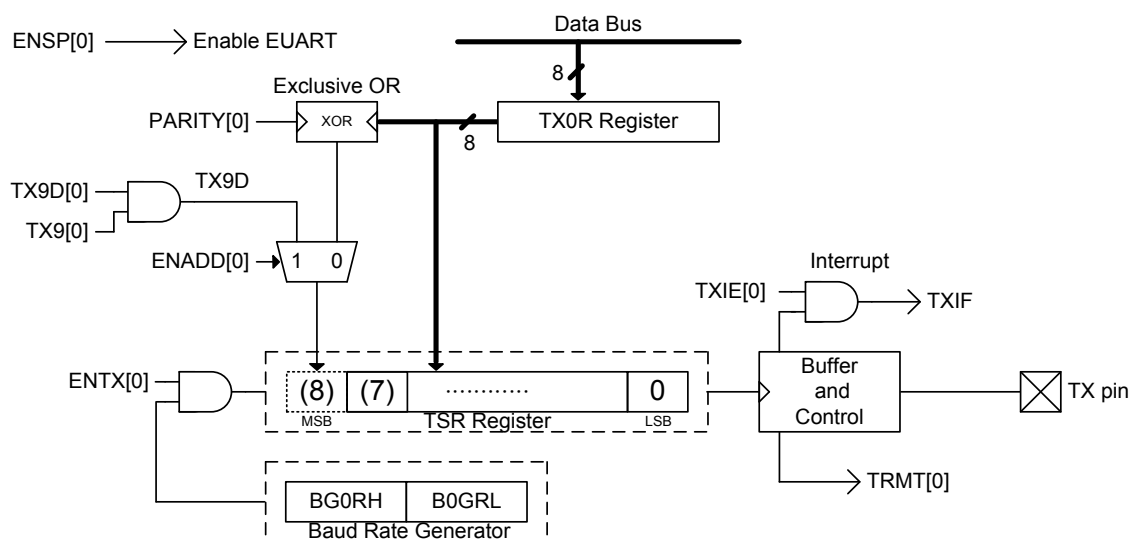 Data Bus
ENSP[0]
Enable EUART
8
Exclusive OR
PARITY[0]
XOR
8
TX0R Register
TX9D[0]
TX9D
TX9[0]
ENADD[0]
1 0
Interrupt
TXIE[0]
TXIF
ENTX[0]
(8) (7) ............ 0
MSB
TSR Register
LSB
Buffer
and
Control
TX pin
TRMT[0]
BG0RH
B0GRL
Baud Rate Generator